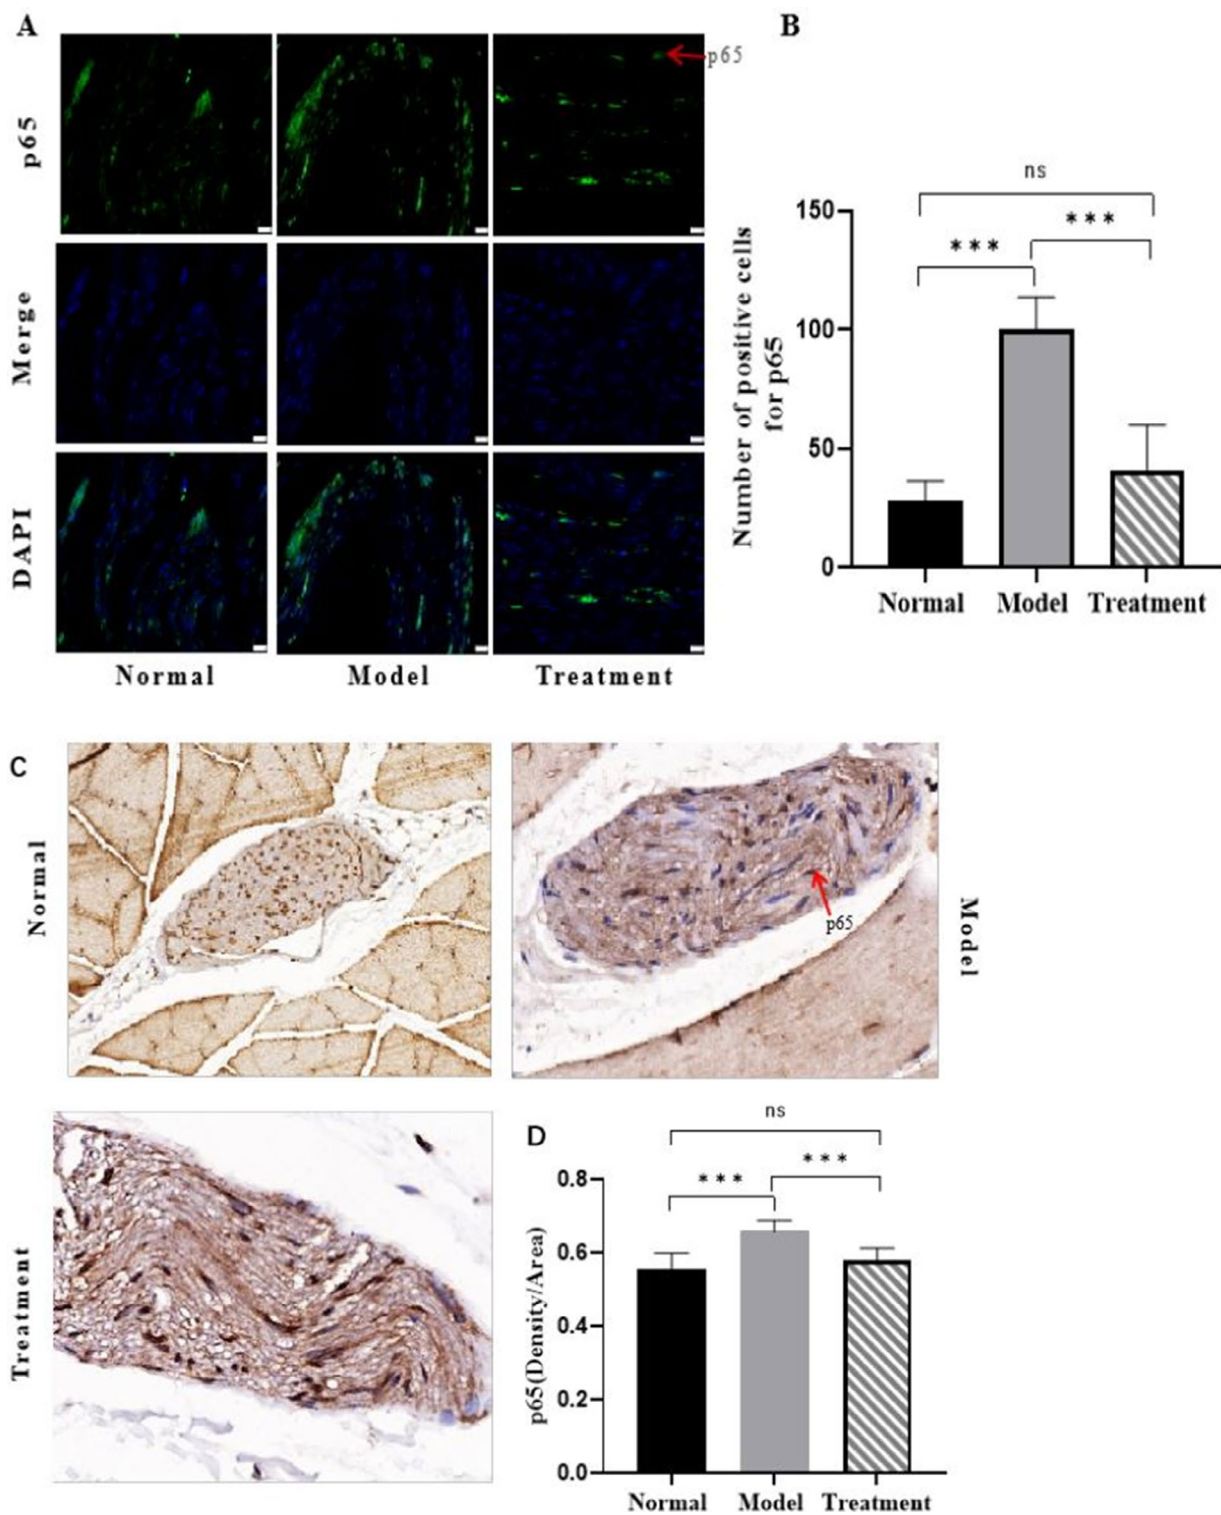 A
p65
p65
Merge
DAPI
Normal
Model
Treatment
B
ns
***
***
Number of positive cells
for p65
150
100
50
0
Normal
Model
Treatment
C
Normal
p65
Model
Treatment
D
ns
***
***
p65(Density/Area)
0.8
0.6
0.4
0.2
0.0
Normal
Model
Treatment